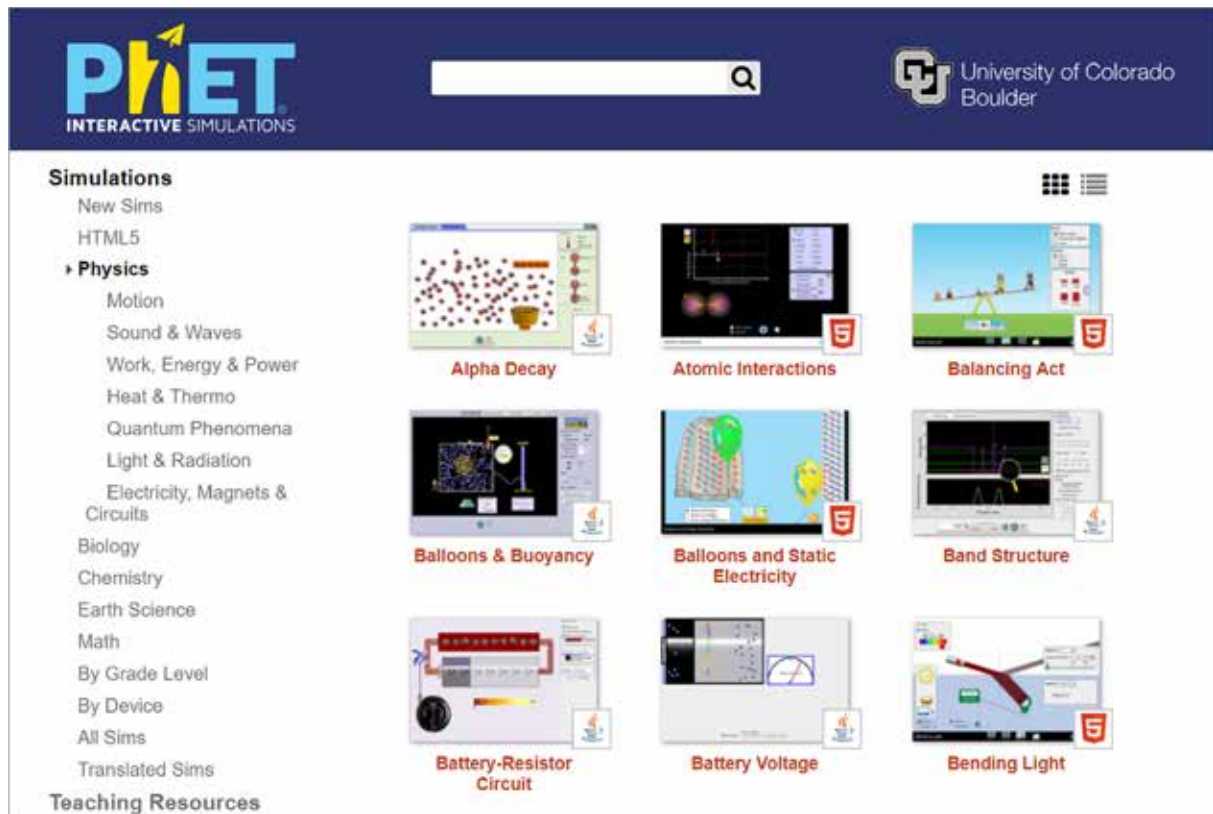 PhET
INTERACTIVE SIMULATIONS
University of Colorado
Boulder
Simulations
New Sims
HTML5
Physics
Motion
Sound & Waves
Work, Energy & Power
Heat & Thermo
Quantum Phenomena
Light & Radiation
Electricity, Magnets &
Circuits
Biology
Chemistry
Earth Science
Math
By Grade Level
By Device
All Sims
Translated Sims
Teaching Resources
Alpha Decay
Atomic Interactions
Balancing Act
Balloons & Buoyancy
Balloons and Static
Electricity
Band Structure
Battery-Resistor
Circuit
Battery Voltage
Bending Light